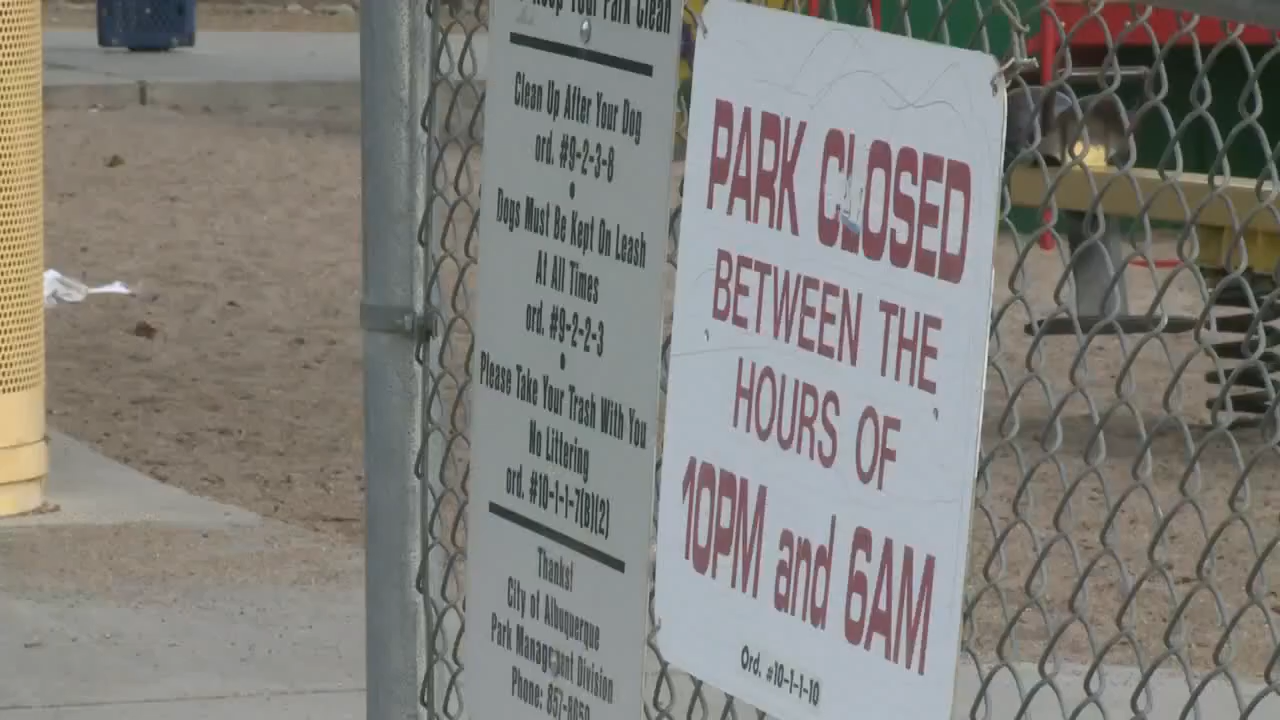 Keep Your Park Clean
Clean Up After Your Dog
ord. #9-2-3-8
•
Dogs Must Be Kept On Leash
At All Times
ord. #9-2-2-3
•
Please Take Your Trash With You
No Littering
ord. #10-1-1-7(B)(2)
Thanks!
City of Albuquerque
Park Management Division
Phone: 857-8650
PARK CLOSED
BETWEEN THE
HOURS OF
10PM and 6AM
Ord. #10-1-1-10